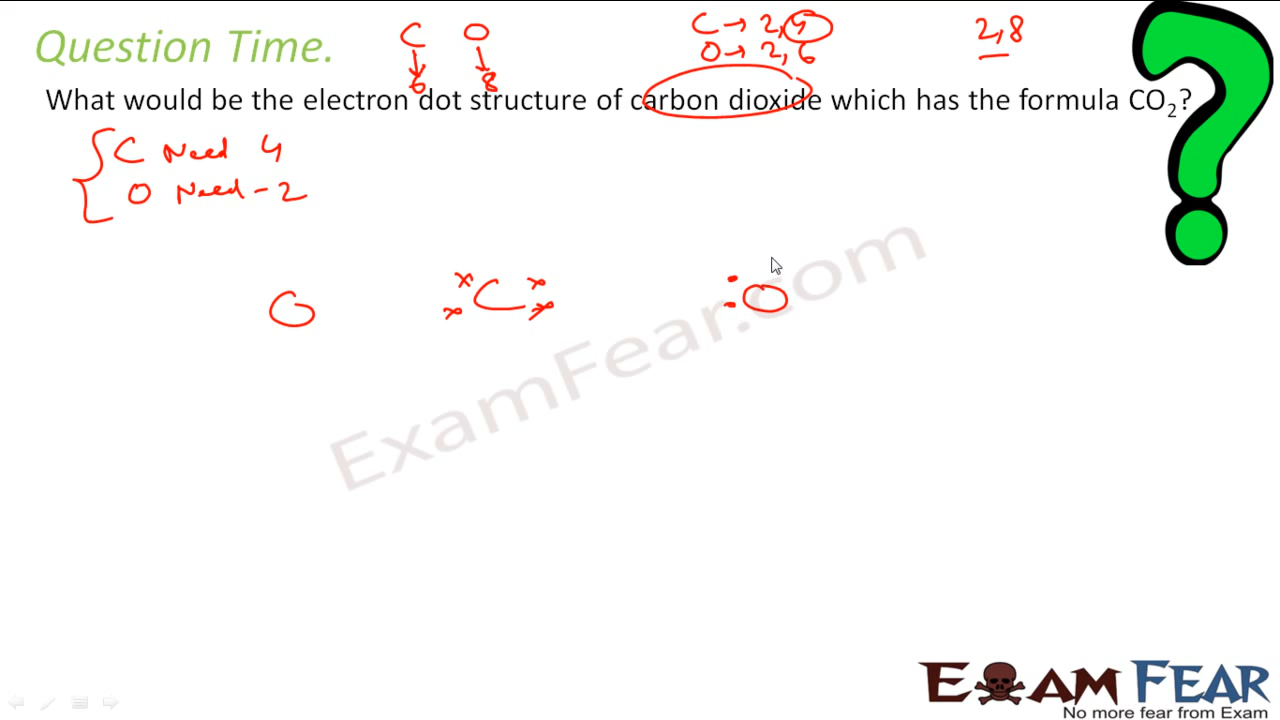 Question Time.
C O
6 8
C → 2, 4
O → 2, 6
2, 8
What would be the electron dot structure of carbon dioxide which has the formula CO₂?
C Need 4
O Need - 2
O C O
ExamFear.com
EXAM FEAR
No more fear from Exam